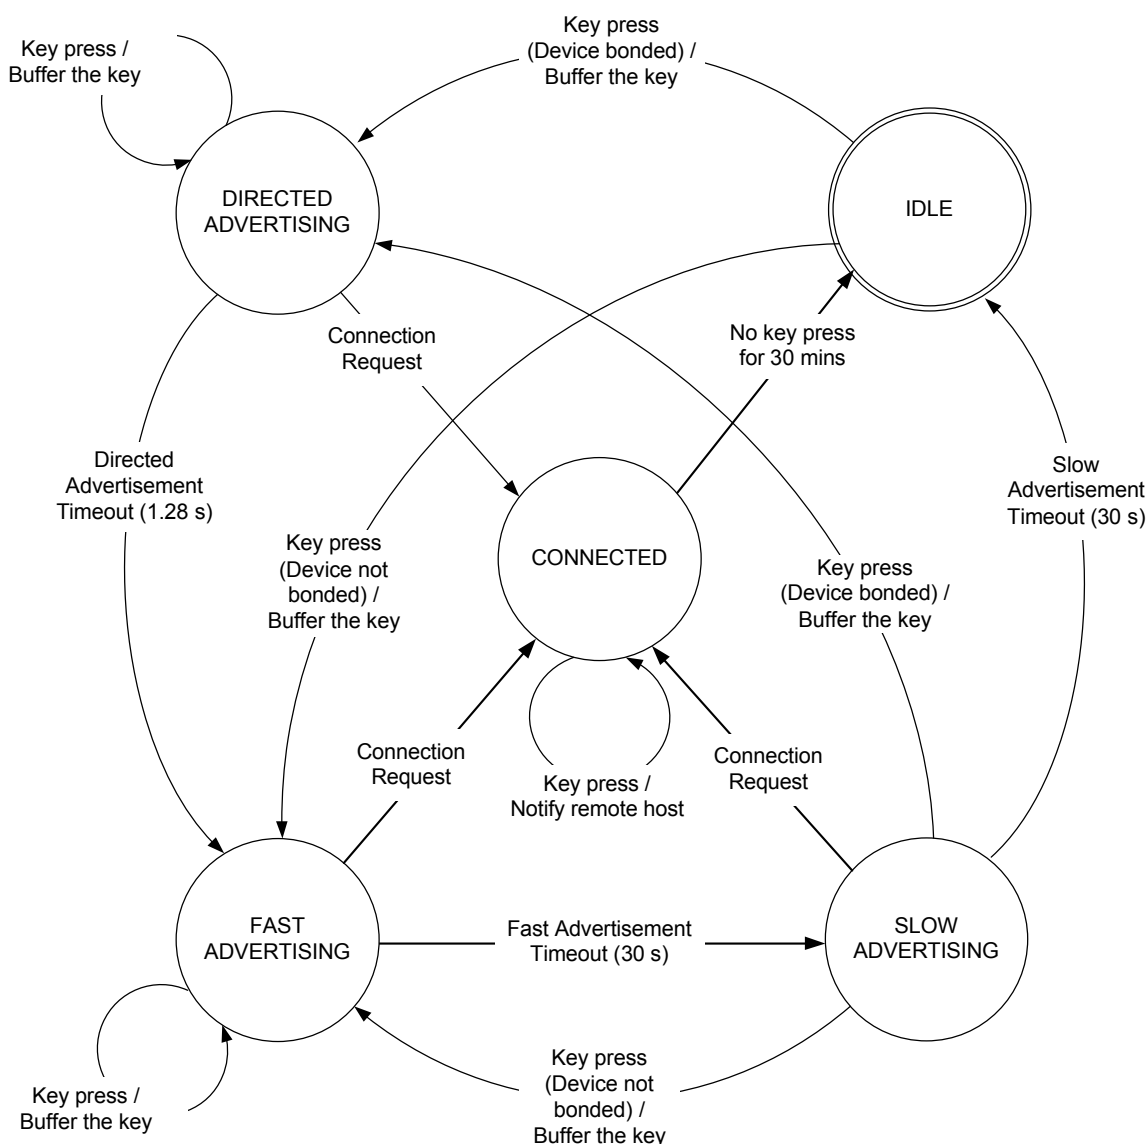 Key press
(Device bonded) /
Buffer the key
Key press /
Buffer the key
DIRECTED
ADVERTISING
IDLE
Connection
Request
No key press
for 30 mins
Directed
Advertisement
Timeout (1.28 s)
Slow
Advertisement
Timeout (30 s)
Key press
(Device not
bonded) /
Buffer the key
CONNECTED
Key press
(Device bonded) /
Buffer the key
Connection
Request
Key press /
Notify remote host
Connection
Request
FAST
ADVERTISING
Fast Advertisement
Timeout (30 s)
SLOW
ADVERTISING
Key press /
Buffer the key
Key press
(Device not
bonded) /
Buffer the key